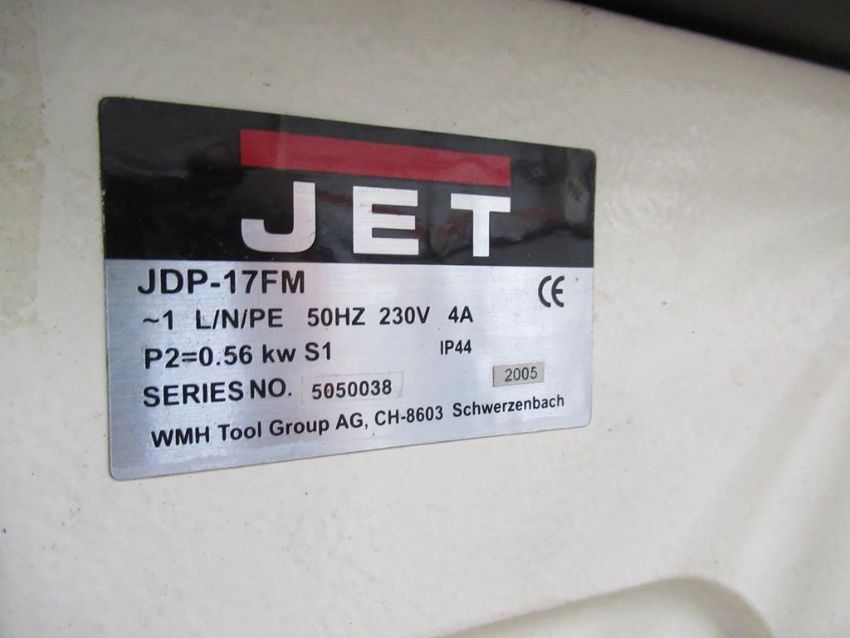 JET
JDP-17FM
CE
~1 L/N/PE 50HZ 230V 4A
P2=0.56 kw S1 IP44
SERIES NO. 5050038 2005
WMH Tool Group AG, CH-8603 Schwerzenbach